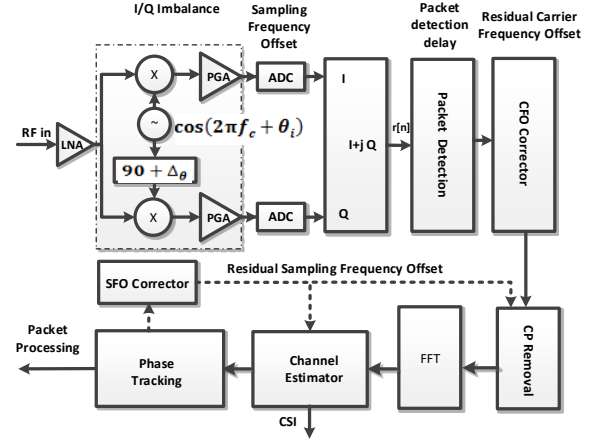 I/Q Imbalance
Sampling
Frequency
Offset
Packet
detection
delay
Residual Carrier
Frequency Offset
RF in
LNA
X
PGA
ADC
~
cos(2πf_c + θ_i)
90 + Δ_θ
X
PGA
ADC
I
I+j Q
Q
r[n]
Packet Detection
CFO Corrector
SFO Corrector
Residual Sampling Frequency Offset
Packet
Processing
Phase
Tracking
Channel
Estimator
CSI
FFT
CP Removal